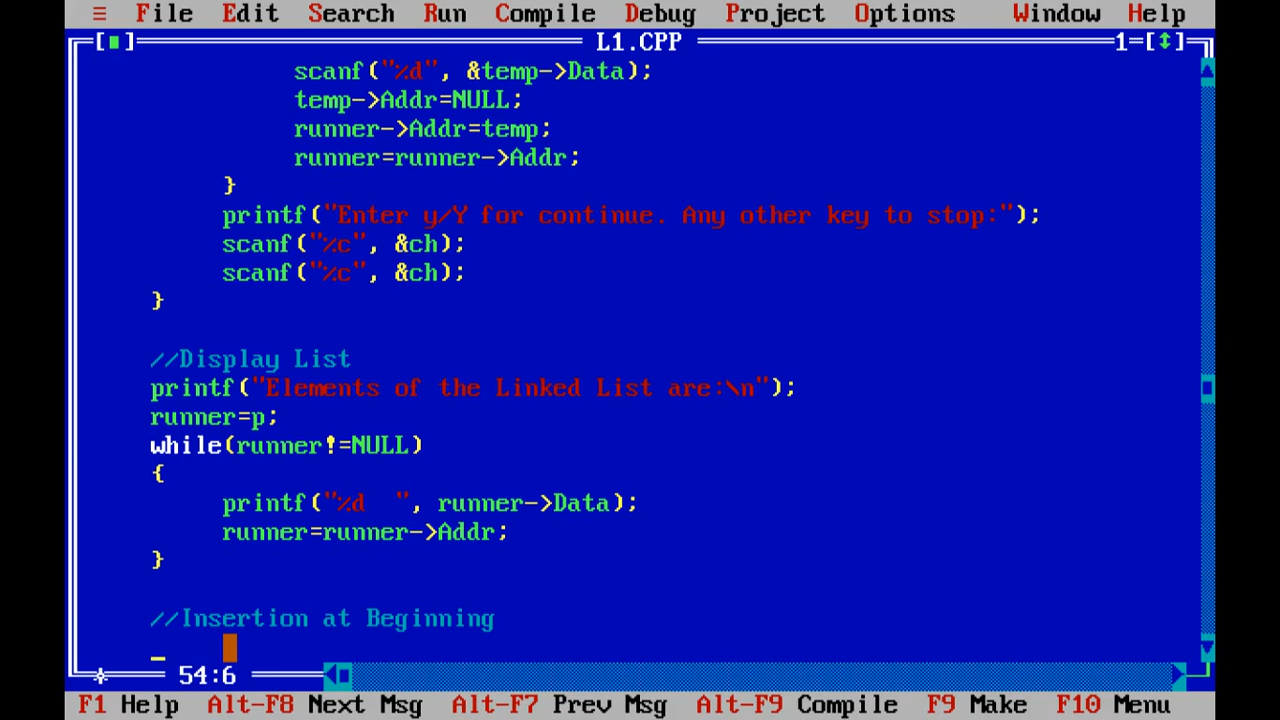 ≡ File Edit Search Run Compile Debug Project Options Window Help
[■] L1.CPP 1=[↕]
scanf("%d", &temp->Data);
temp->Addr=NULL;
runner->Addr=temp;
runner=runner->Addr;
}
printf("Enter y/Y for continue. Any other key to stop:");
scanf("%c", &ch);
scanf("%c", &ch);
}
//Display List
printf("Elements of the Linked List are:\n");
runner=p;
while(runner!=NULL)
{
printf("%d  ", runner->Data);
runner=runner->Addr;
}
//Insertion at Beginning
_
54:6
F1 Help Alt-F8 Next Msg Alt-F7 Prev Msg Alt-F9 Compile F9 Make F10 Menu